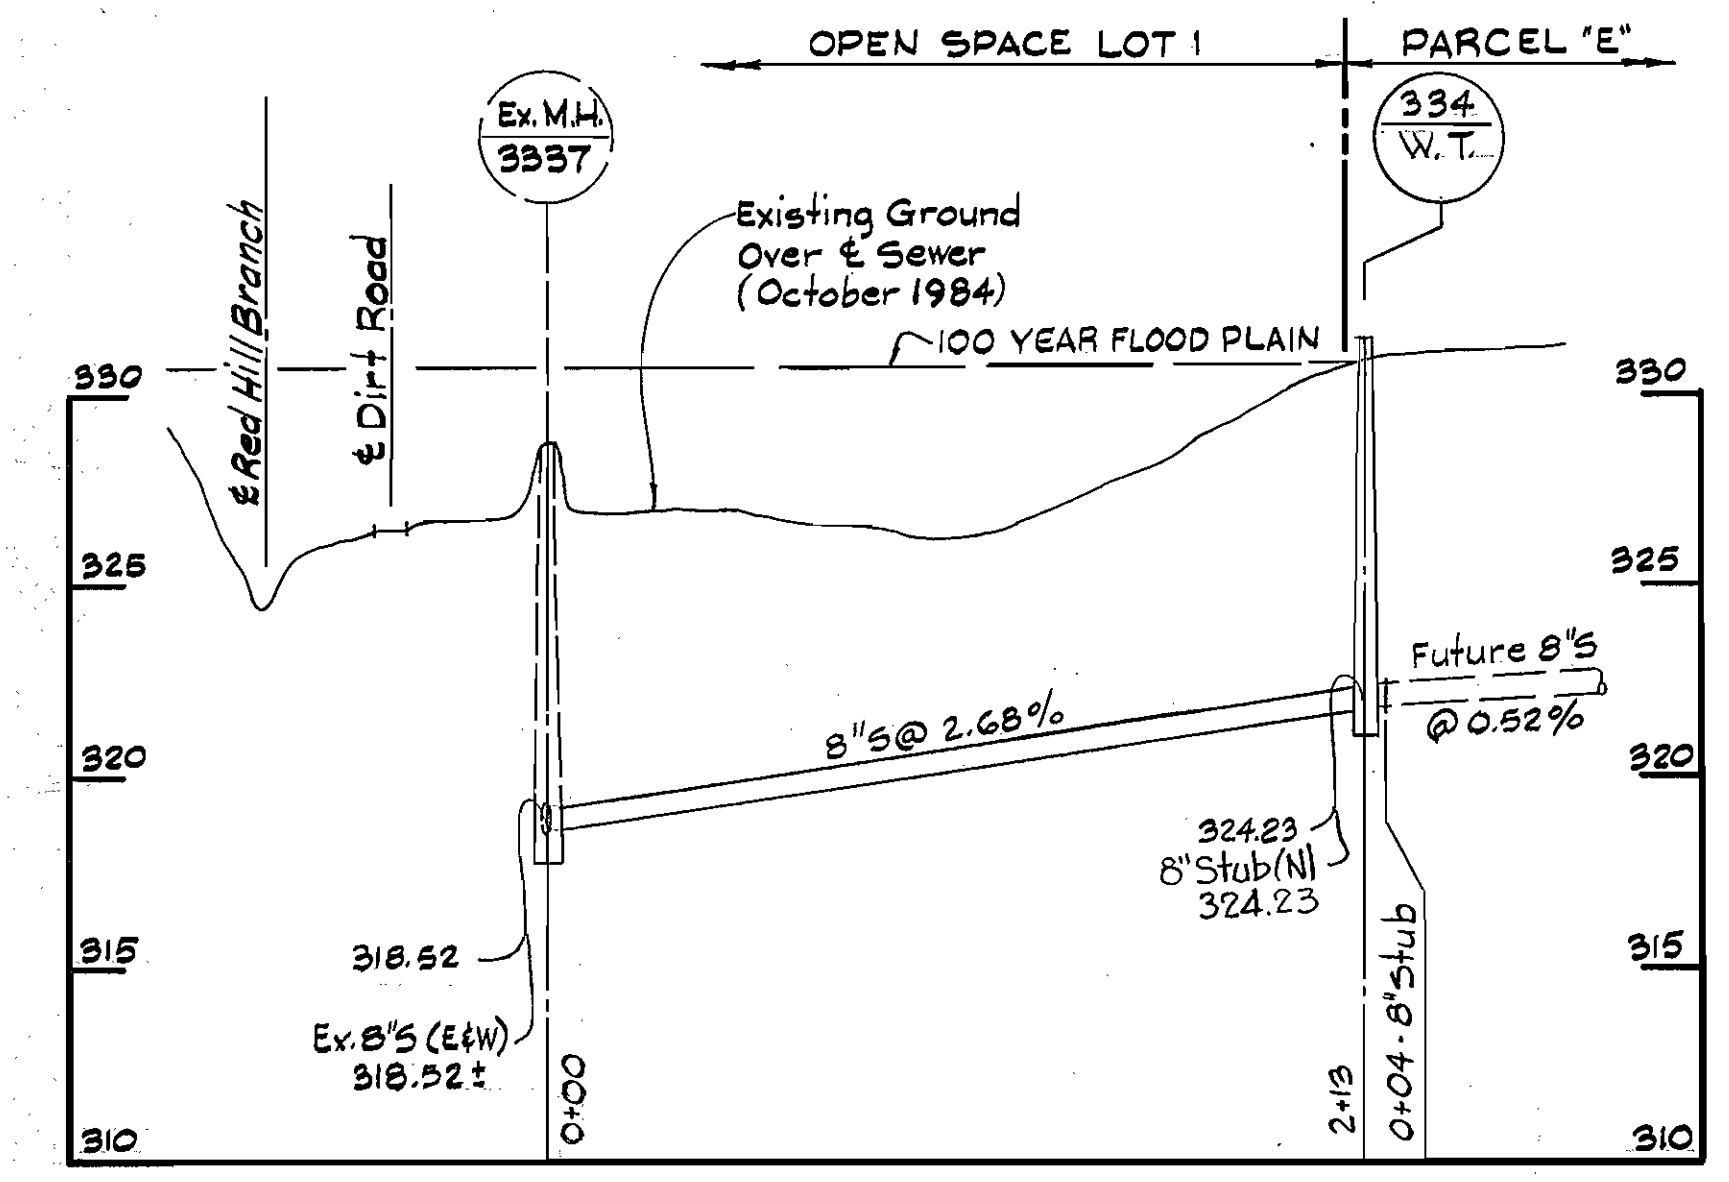 OPEN SPACE LOT 1
PARCEL "E"
Ex. M.H.
3337
334
W.T.
℄ Red Hill Branch
℄ Dirt Road
Existing Ground
Over ℄ Sewer
(October 1984)
100 YEAR FLOOD PLAIN
330
330
325
325
Future 8"S
@ 0.52%
8"S@ 2.68%
320
320
324.23
8" Stub(N)
324.23
315
315
318.52
Ex. 8"S (E&W)
318.52±
0+00
2+13
0+04-8"stub
310
310